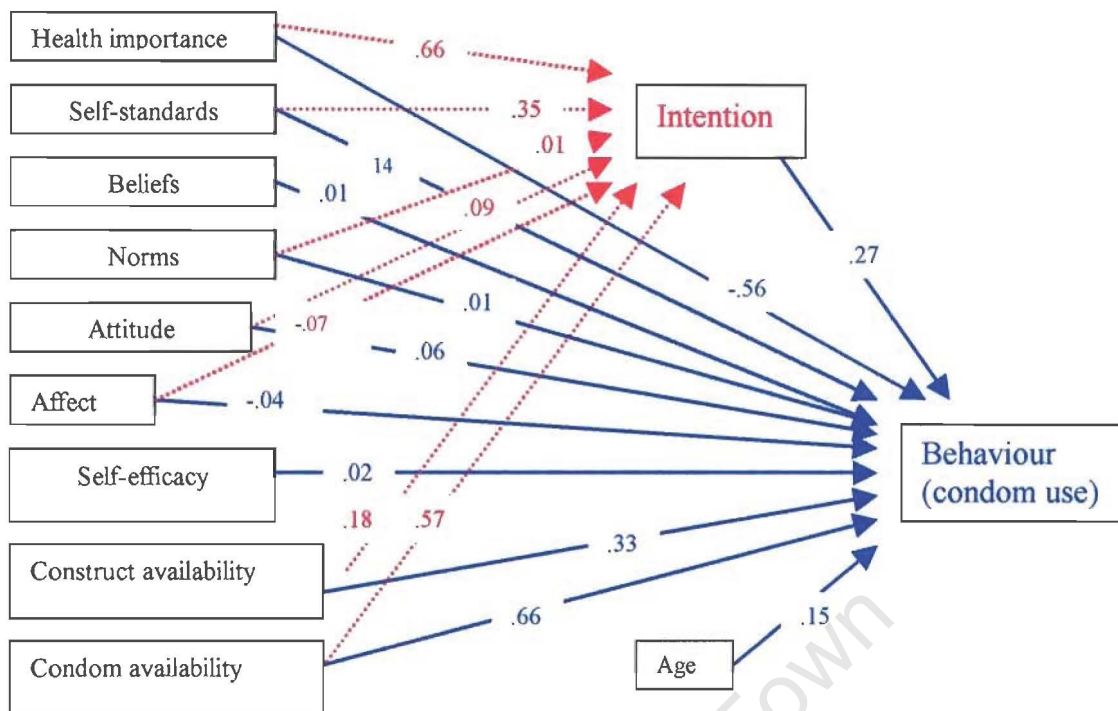 Health importance
.66
Self-standards
.35
Intention
.01
14
Beliefs
.01
.09
Norms
.27
-.56
.01
Attitude
-.07
.06
Affect
-.04
Behaviour
(condom use)
Self-efficacy
.02
.18
.57
.33
Construct availability
.66
.15
Condom availability
Age
Town